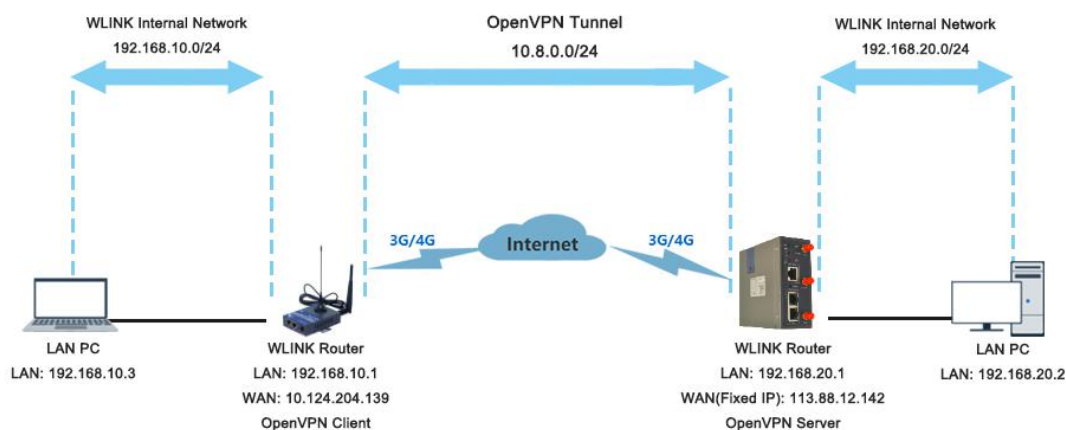 WLINK Internal Network
192.168.10.0/24
OpenVPN Tunnel
10.8.0.0/24
WLINK Internal Network
192.168.20.0/24
3G/4G
Internet
3G/4G
LAN PC
LAN: 192.168.10.3
WLINK Router
LAN: 192.168.10.1
WAN: 10.124.204.139
OpenVPN Client
WLINK Router
LAN: 192.168.20.1
WAN(Fixed IP): 113.88.12.142
OpenVPN Server
LAN PC
LAN: 192.168.20.2